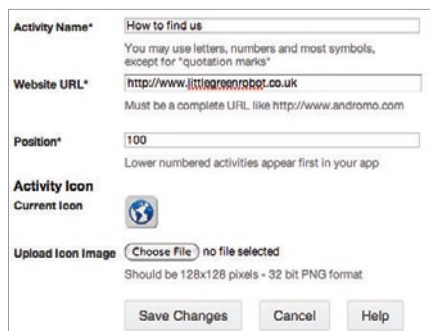 Activity Name* How to find us
You may use letters, numbers and most symbols,
except for "quotation marks"
Website URL* http://www.littlegreenrobot.co.uk
Must be a complete URL like http://www.andromo.com
Position* 100
Lower numbered activities appear first in your app
Activity Icon
Current Icon
Upload Icon Image Choose File no file selected
Should be 128x128 pixels - 32 bit PNG format
Save Changes Cancel Help